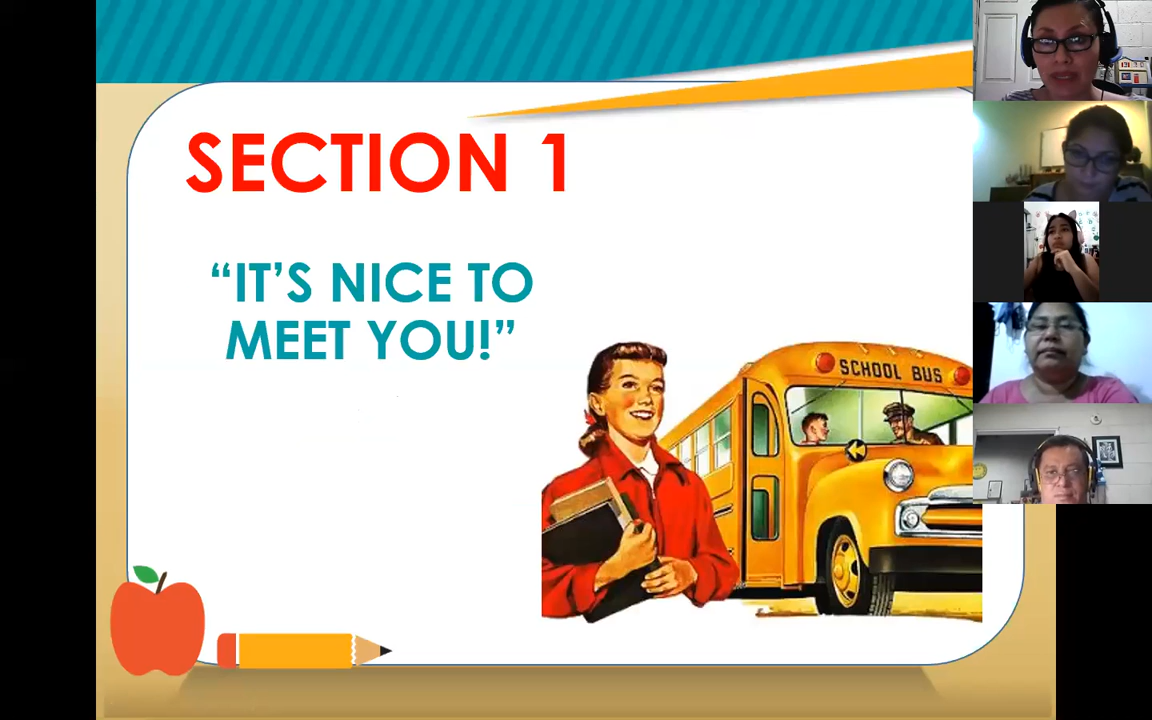 SECTION 1
“IT’S NICE TO
MEET YOU!”
SCHOOL BUS